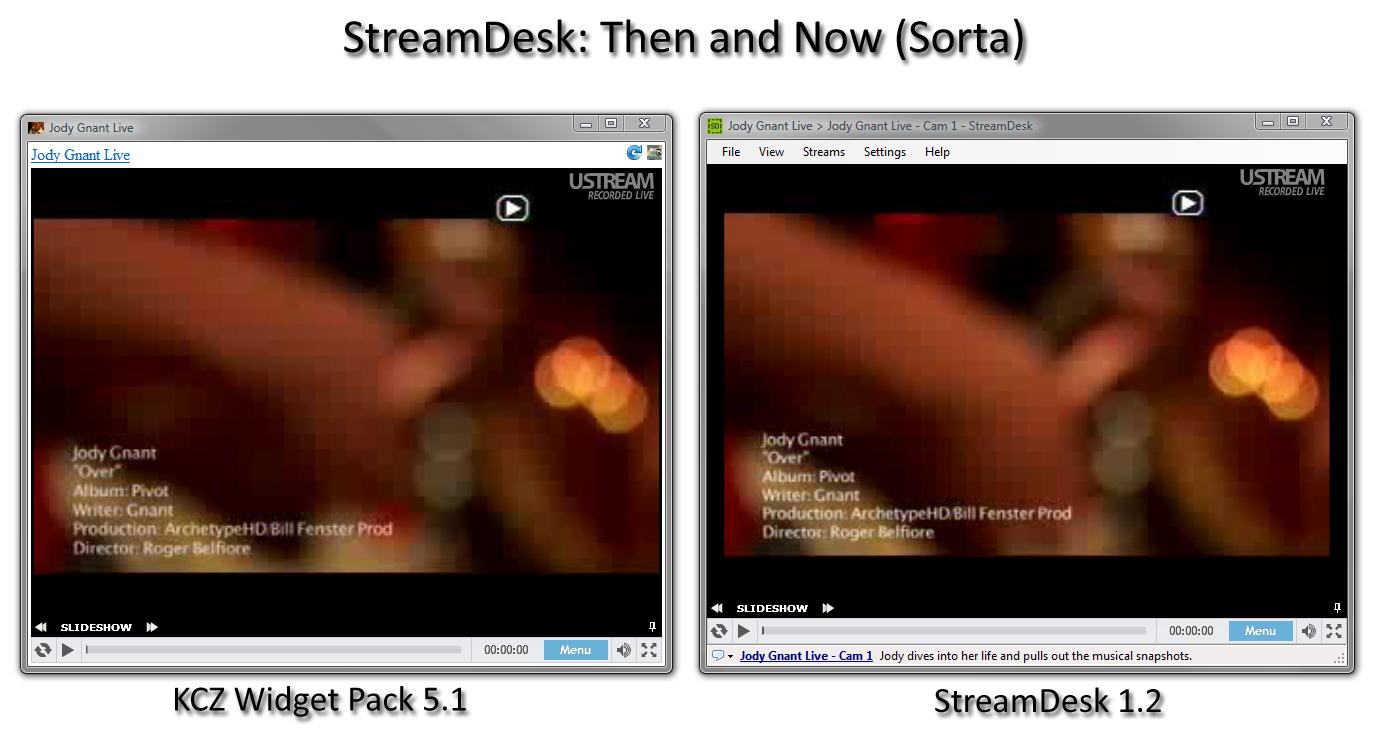 StreamDesk: Then and Now (Sorta)
Jody Gnant Live
Jody Gnant Live
USTREAM
RECORDED LIVE
Jody Gnant
"Over"
Album: Pivot
Writer: Gnant
Production: ArchetypeHD/Bill Fenster Prod
Director: Roger Belfiore
SLIDESHOW
00:00:00 Menu
KCZ Widget Pack 5.1
SD Jody Gnant Live > Jody Gnant Live - Cam 1 - StreamDesk
File View Streams Settings Help
USTREAM
RECORDED LIVE
Jody Gnant
"Over"
Album: Pivot
Writer: Gnant
Production: ArchetypeHD/Bill Fenster Prod
Director: Roger Belfiore
SLIDESHOW
00:00:00 Menu
Jody Gnant Live - Cam 1 Jody dives into her life and pulls out the musical snapshots.
StreamDesk 1.2